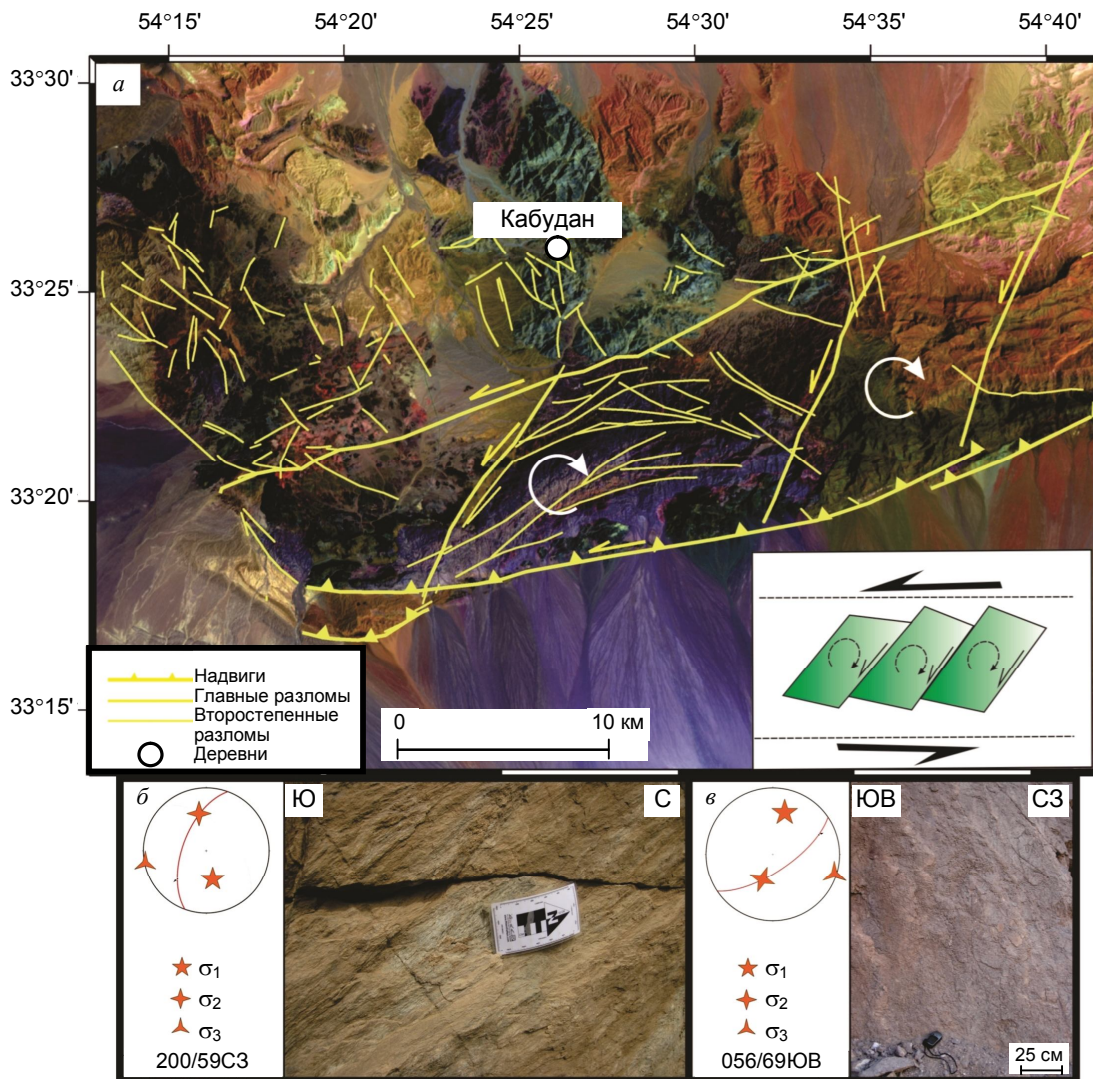 54°15' 54°20' 54°25' 54°30' 54°35' 54°40'
33°30'
а
Кабудан
33°25'
33°20'
33°15'
Надвиги
Главные разломы
Второстепенные
разломы
Деревни
0 10 км
б Ю С в ЮВ СЗ
N
σ1 σ1
σ2 σ2
σ3 σ3
200/59СЗ 056/69ЮВ 25 см